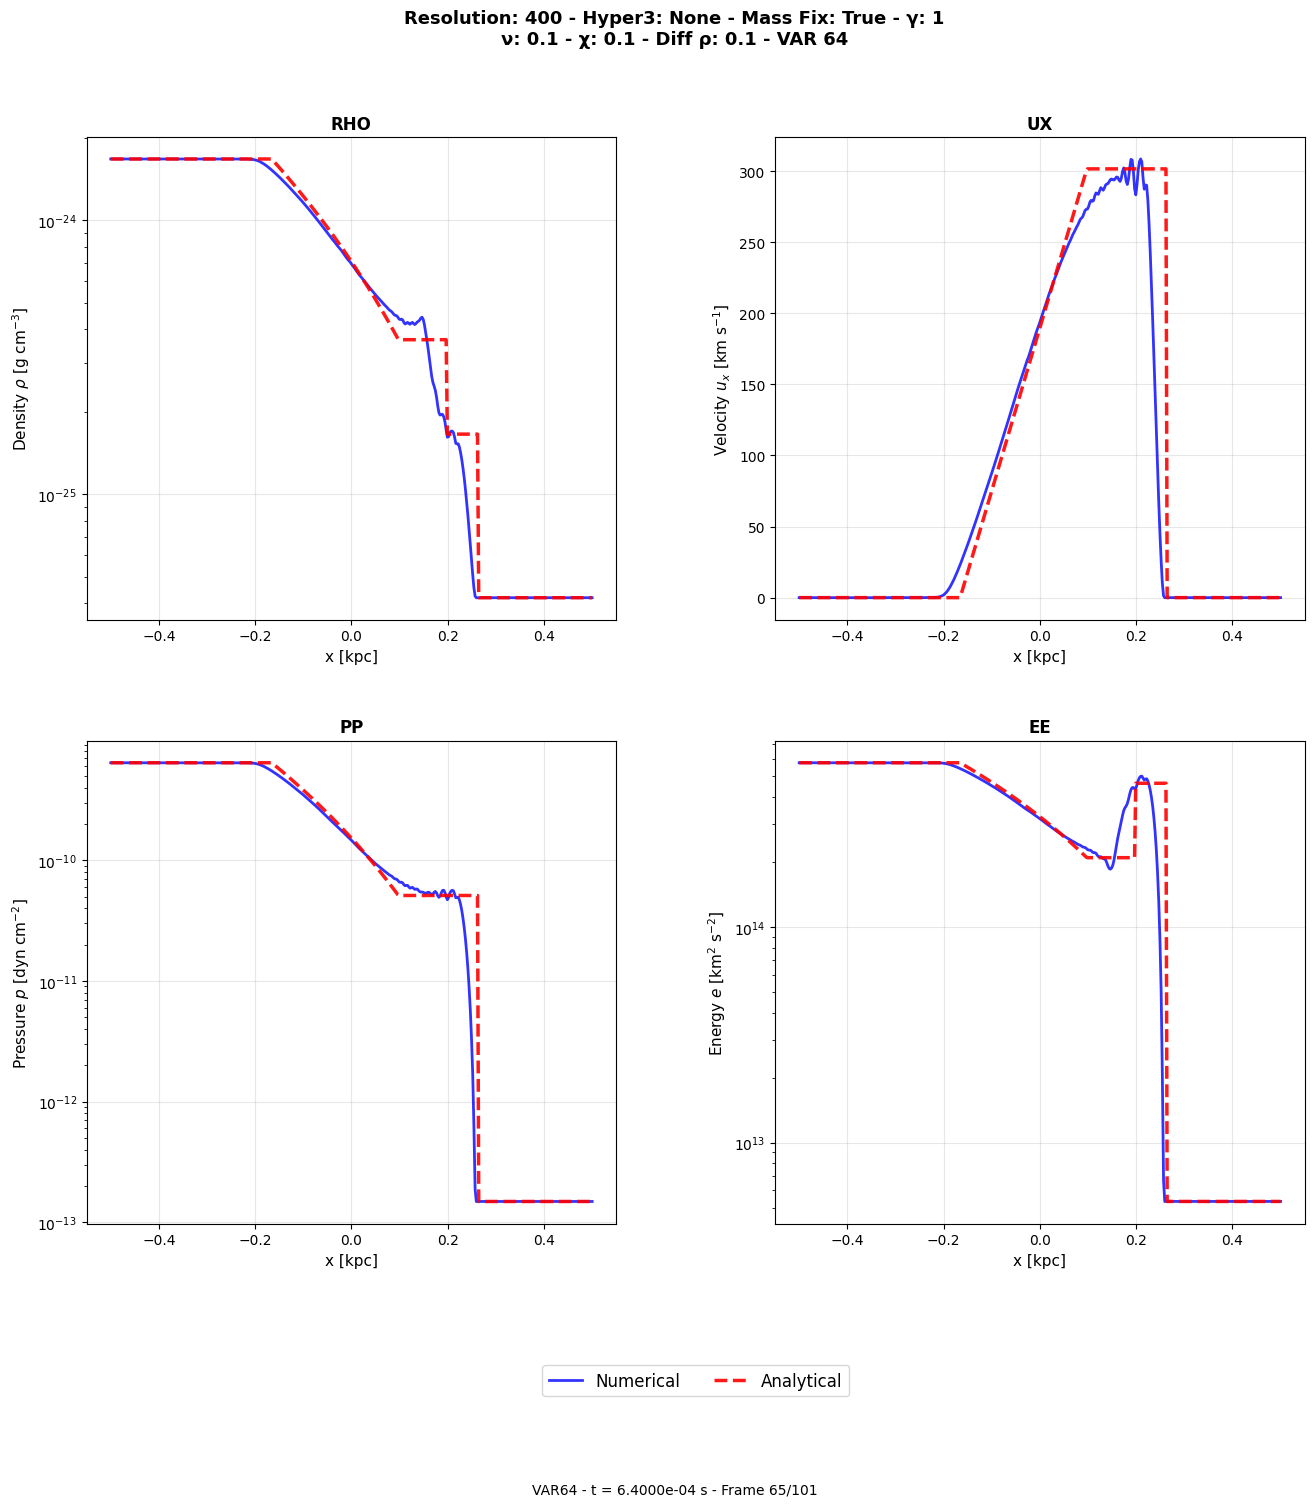 Resolution: 400 - Hyper3: None - Mass Fix: True - γ: 1
ν: 0.1 - χ: 0.1 - Diff ρ: 0.1 - VAR 64
RHO
Density ρ [g cm⁻³]
10⁻²⁴
10⁻²⁵
−0.4 −0.2 0.0 0.2 0.4
x [kpc]
UX
Velocity uₓ [km s⁻¹]
300
250
200
150
100
50
0
−0.4 −0.2 0.0 0.2 0.4
x [kpc]
PP
Pressure p [dyn cm⁻²]
10⁻¹⁰
10⁻¹¹
10⁻¹²
10⁻¹³
−0.4 −0.2 0.0 0.2 0.4
x [kpc]
EE
Energy e [km² s⁻²]
10¹⁴
10¹³
−0.4 −0.2 0.0 0.2 0.4
x [kpc]
Numerical Analytical
VAR64 - t = 6.4000e-04 s - Frame 65/101